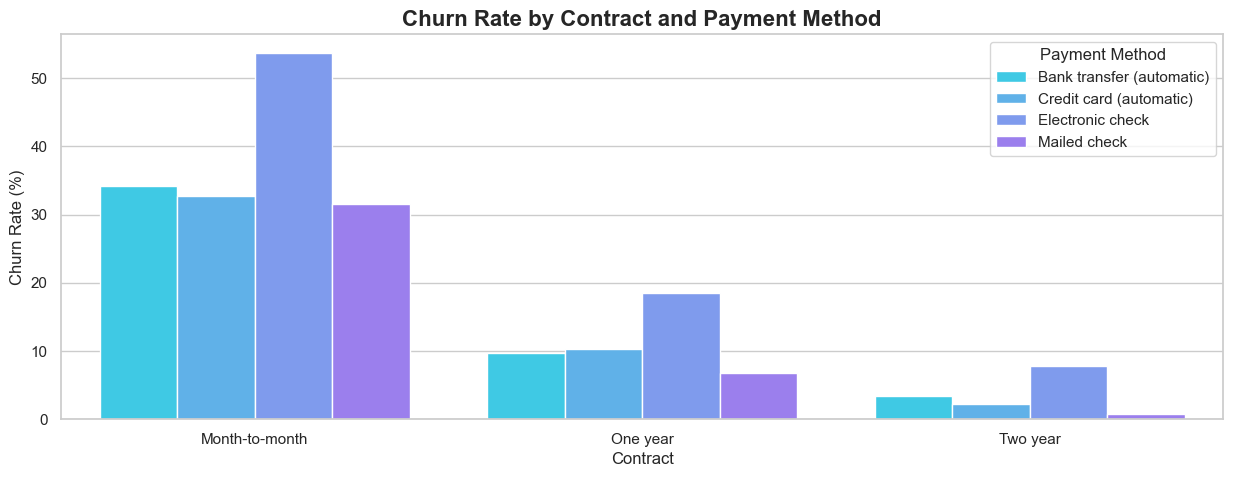 Churn Rate by Contract and Payment Method
Payment Method
Bank transfer (automatic)
Credit card (automatic)
Electronic check
Mailed check
Churn Rate (%)
50
40
30
20
10
0
Month-to-month
One year
Two year
Contract